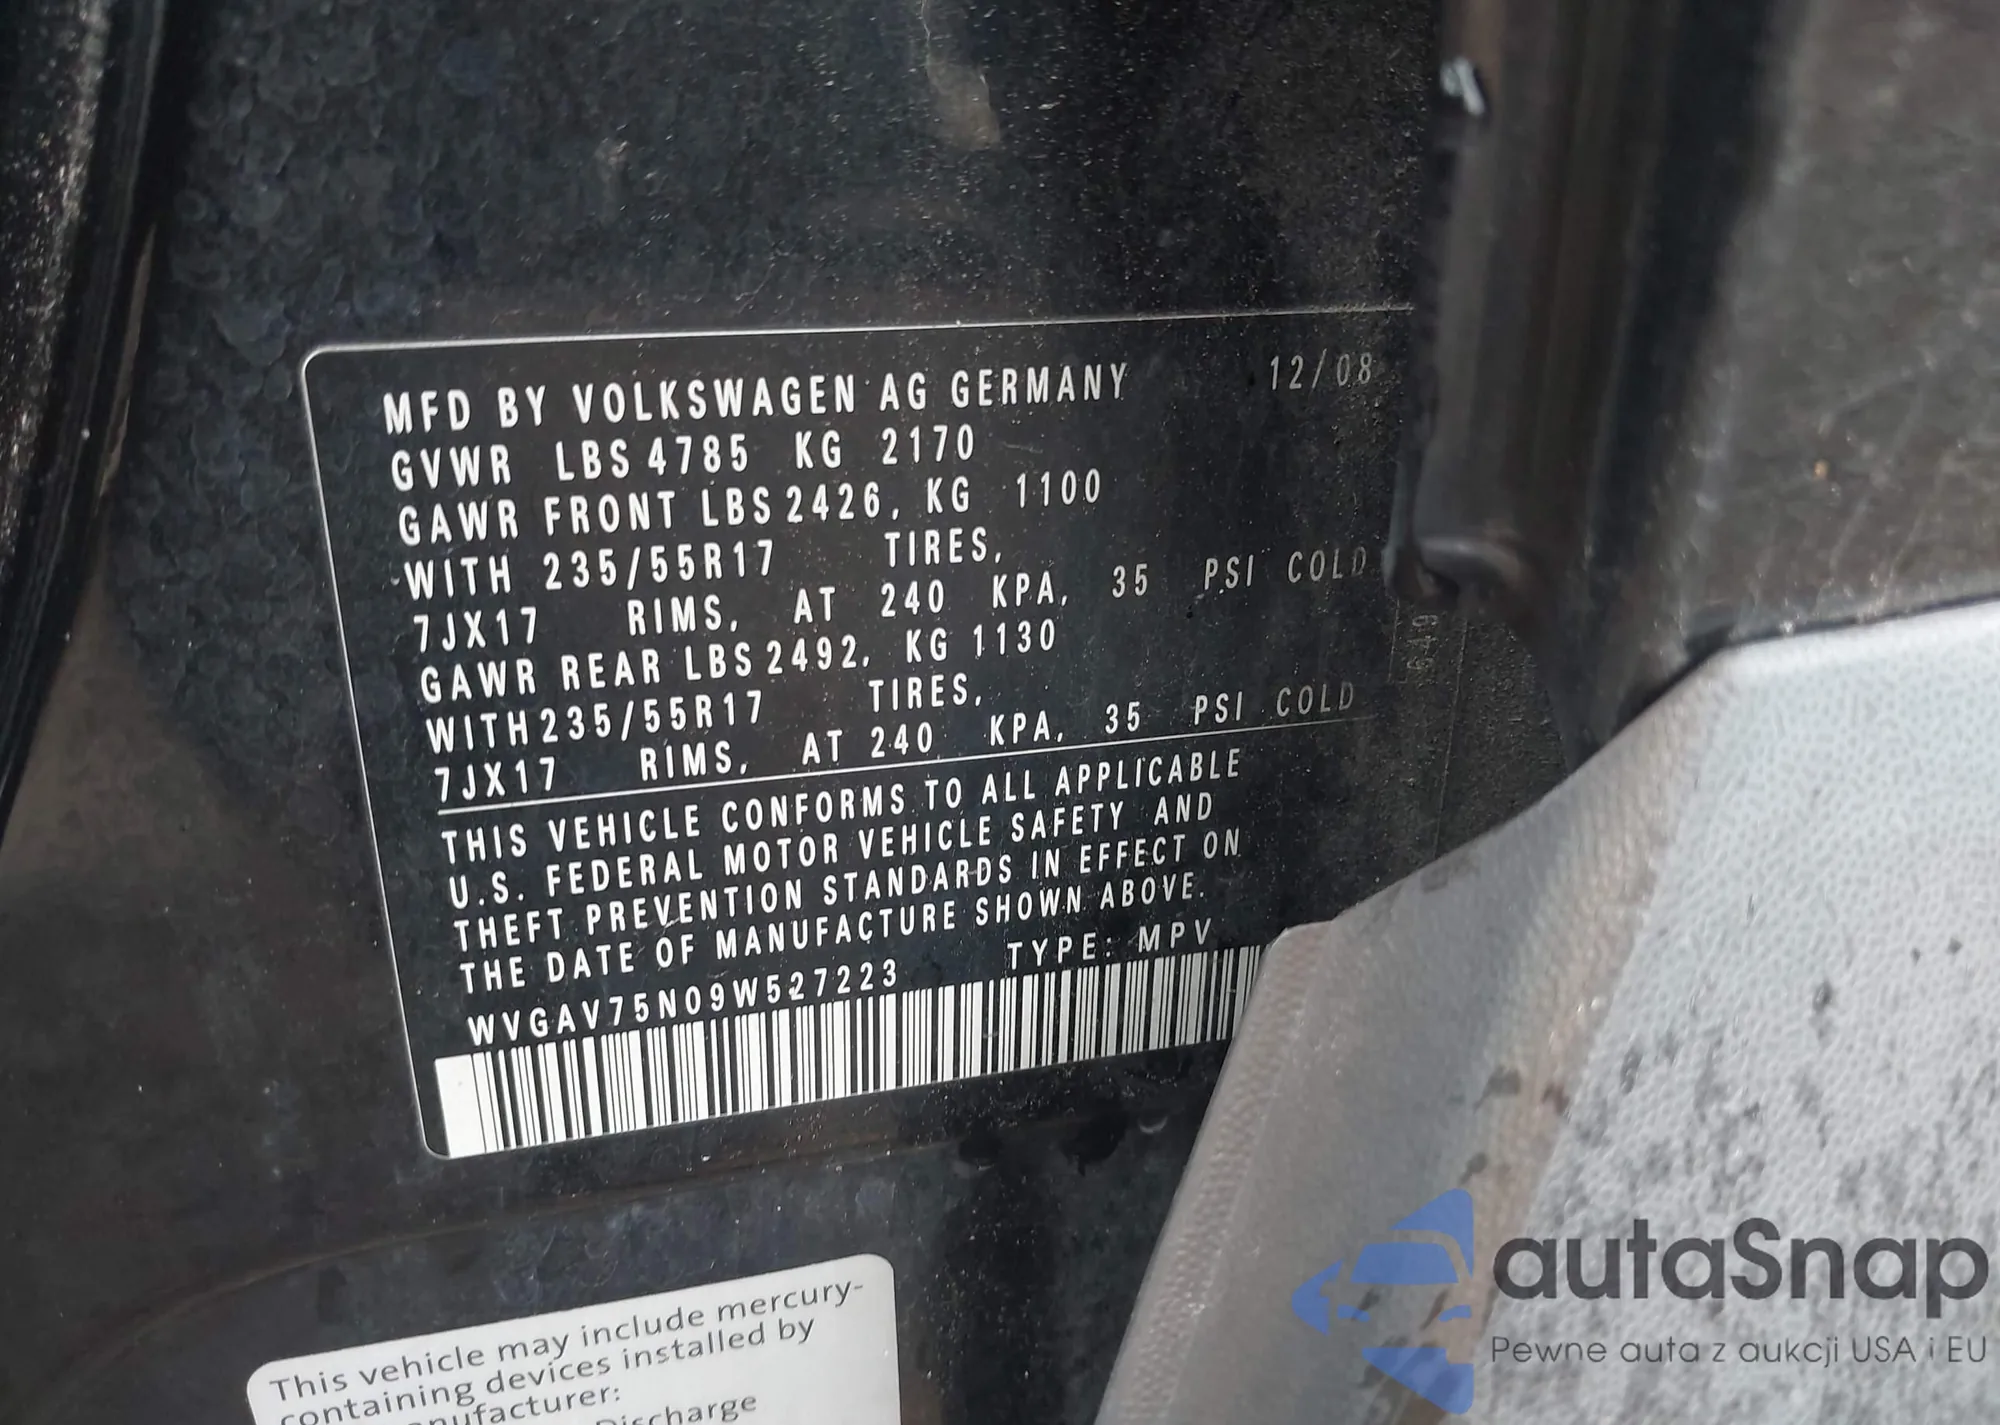 MFD BY VOLKSWAGEN AG GERMANY 12/08
GVWR LBS 4785 KG 2170
GAWR FRONT LBS 2426, KG 1100
WITH 235/55R17 TIRES,
7JX17 RIMS, AT 240 KPA, 35 PSI COLD
GAWR REAR LBS 2492, KG 1130
WITH 235/55R17 TIRES,
7JX17 RIMS, AT 240 KPA, 35 PSI COLD
THIS VEHICLE CONFORMS TO ALL APPLICABLE
U.S. FEDERAL MOTOR VEHICLE SAFETY AND
THEFT PREVENTION STANDARDS IN EFFECT ON
THE DATE OF MANUFACTURE SHOWN ABOVE.
WVGAV75N09W527223 TYPE: MPV
This vehicle may include mercury-
containing devices installed by
manufacturer:
Discharge
autaSnap
Pewne auta z aukcji USA i EU